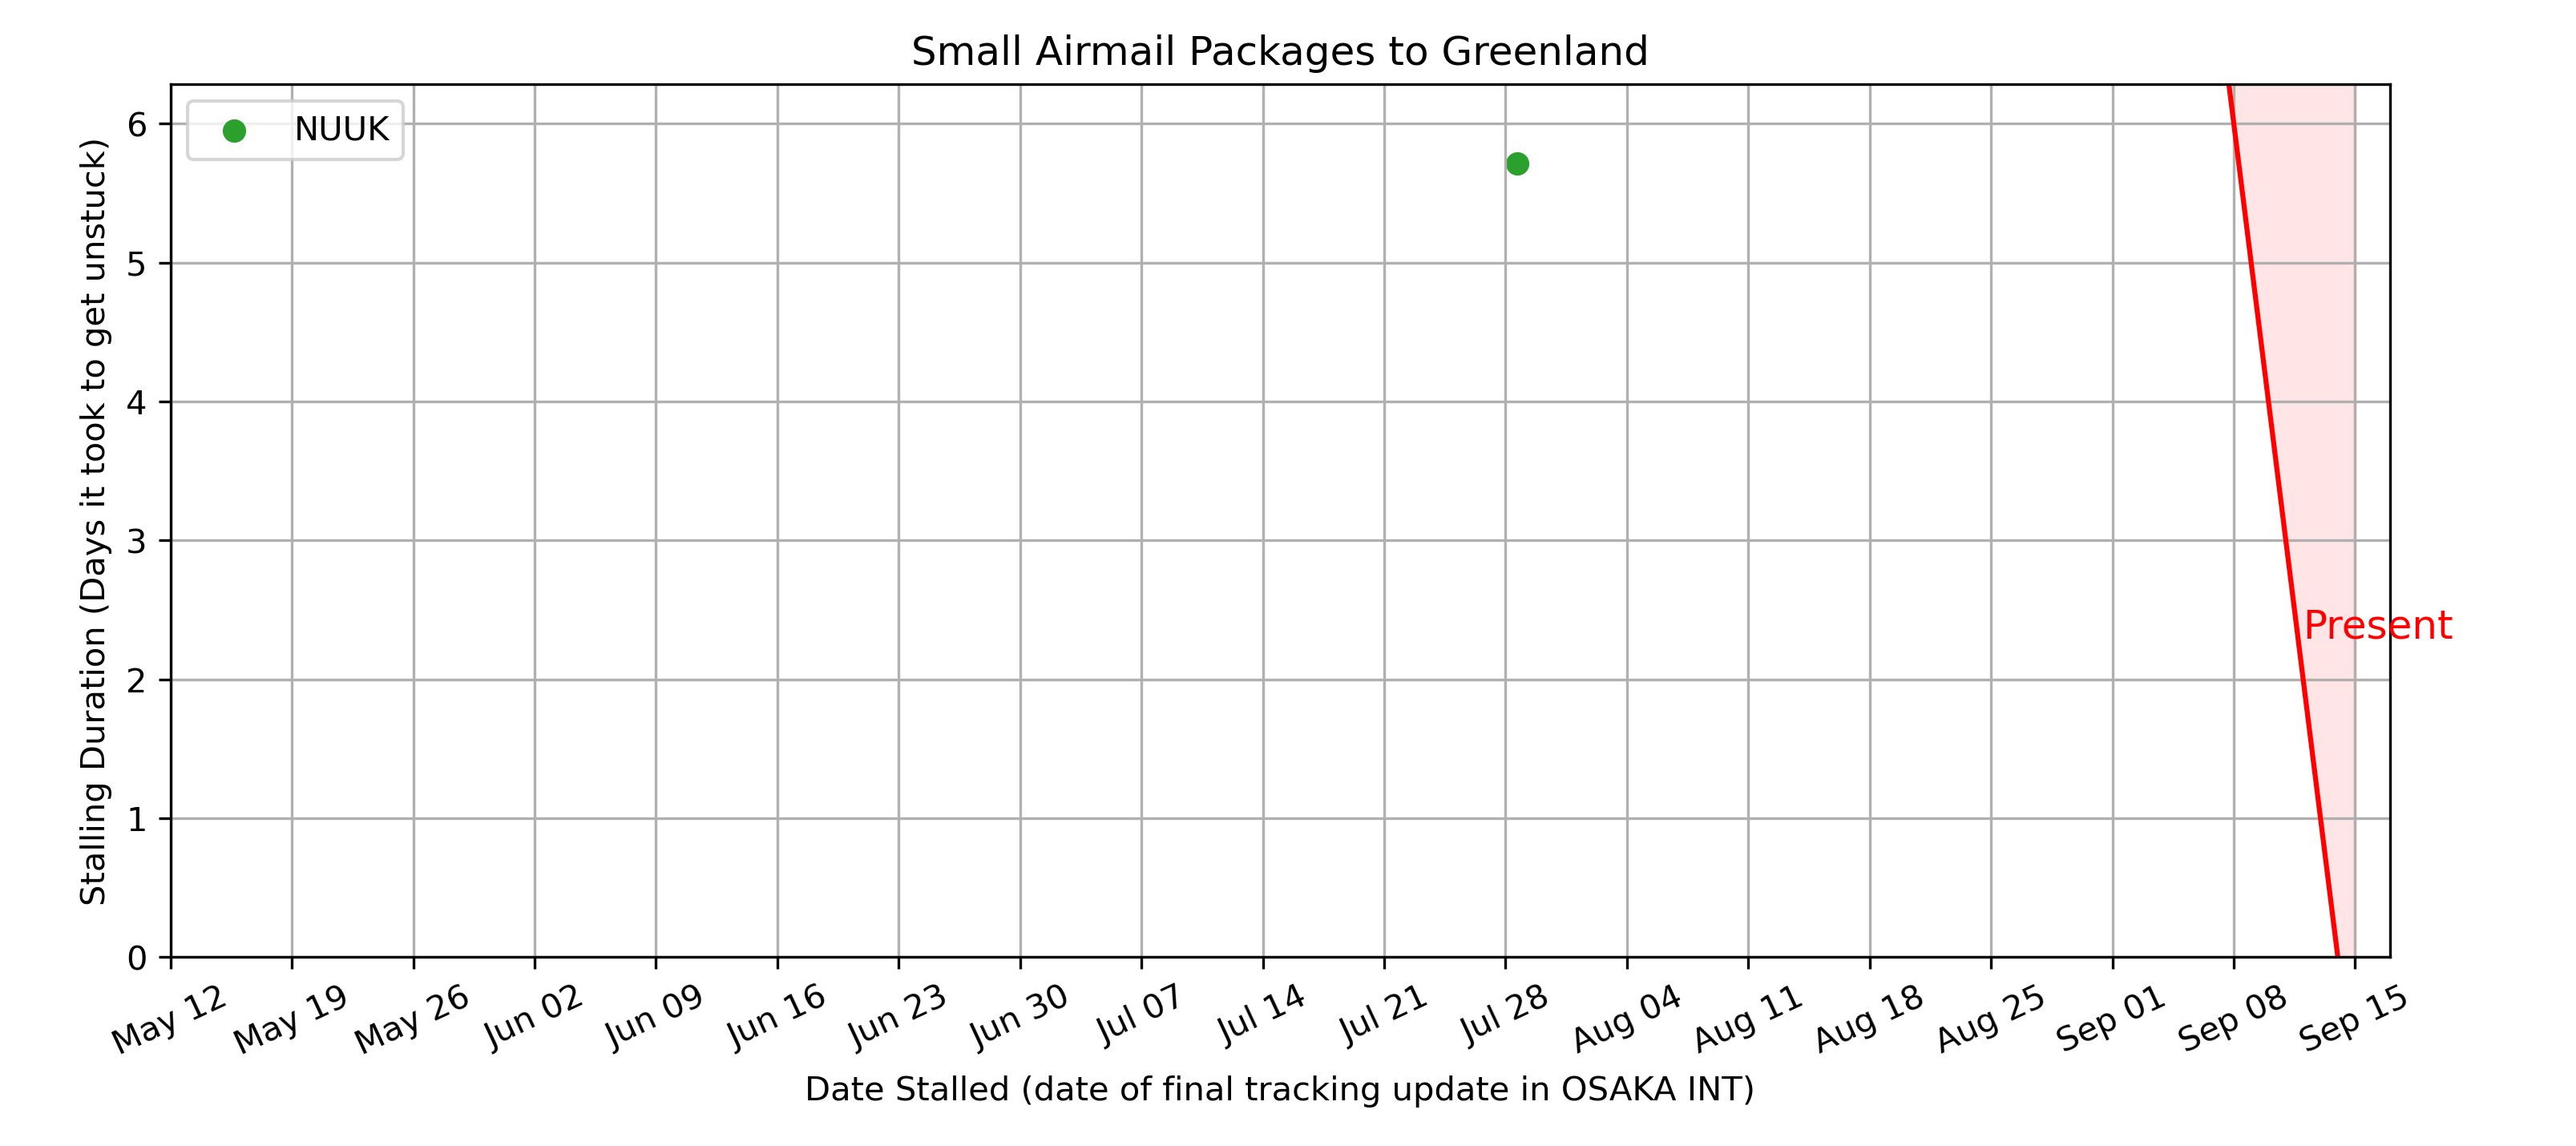 Small Airmail Packages to Greenland
NUUK
Stalling Duration (Days it took to get unstuck)
6
5
4
3
2
1
0
Present
May 12
May 19
May 26
Jun 02
Jun 09
Jun 16
Jun 23
Jun 30
Jul 07
Jul 14
Jul 21
Jul 28
Aug 04
Aug 11
Aug 18
Aug 25
Sep 01
Sep 08
Sep 15
Date Stalled (date of final tracking update in OSAKA INT)